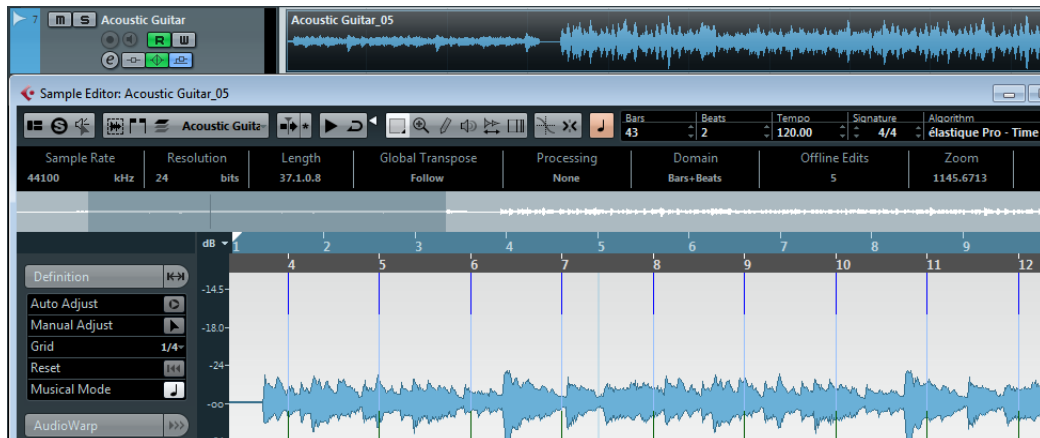 7 M S Acoustic Guitar
R W
e
Acoustic Guitar_05
Sample Editor: Acoustic Guitar_05
S Acoustic Guita
Bars Beats Tempo Signature Algorithm
43 2 120.00 4/4 élastique Pro - Time
Sample Rate Resolution Length Global Transpose Processing Domain Offline Edits Zoom
44100 kHz 24 bits 37.1.0.8 Follow None Bars+Beats 5 1145.6713
dB 1 2 3 4 5 6 7 8 9
4 5 6 7 8 9 10 11 12
Definition
-14.5
Auto Adjust
Manual Adjust
-18.0
Grid 1/4
Reset
-24
Musical Mode
-oo
AudioWarp